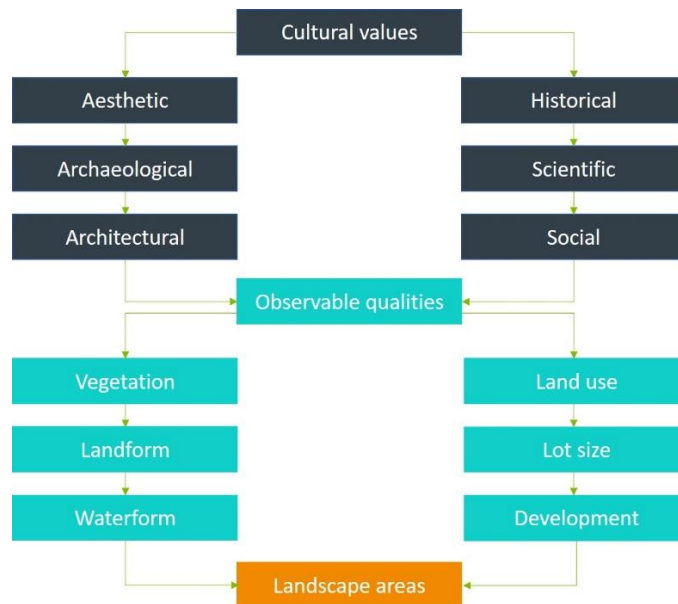 Cultural values
Aesthetic
Historical
Archaeological
Scientific
Architectural
Social
Observable qualities
Vegetation
Land use
Landform
Lot size
Waterform
Development
Landscape areas